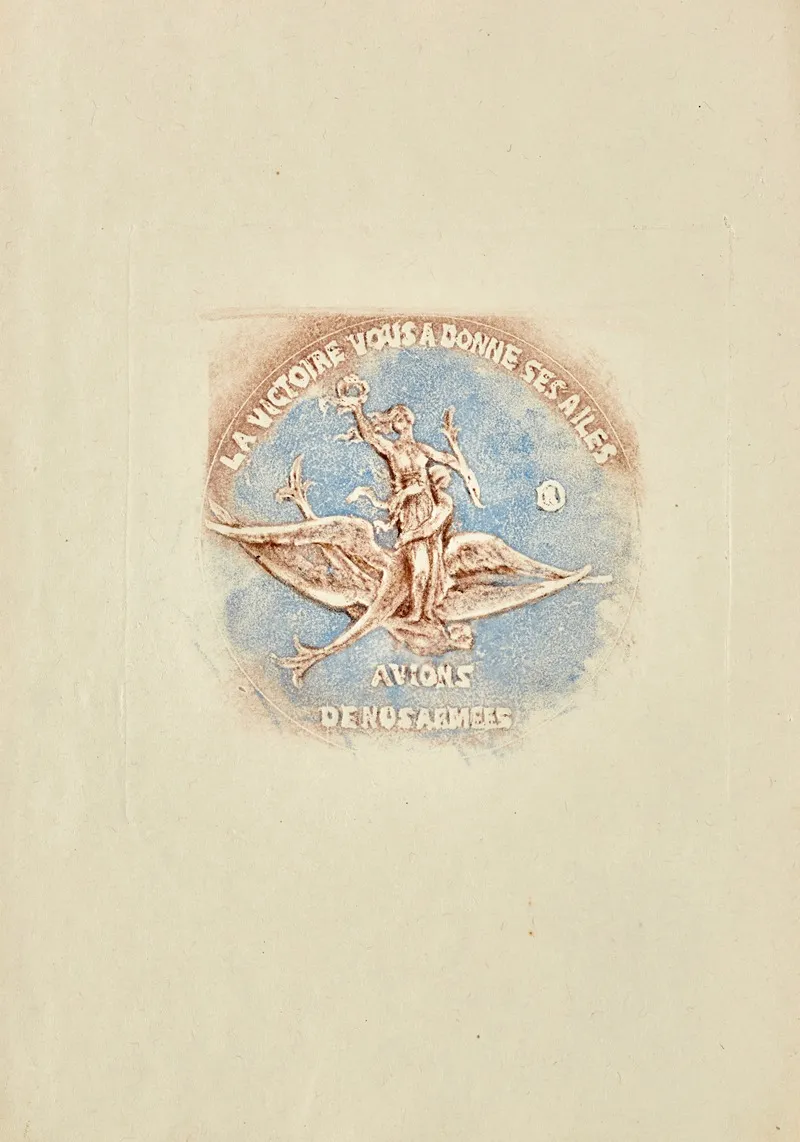 LA VICTOIRE VOUS A DONNE SES AILES
AVIONS
DE NOS ARMEES